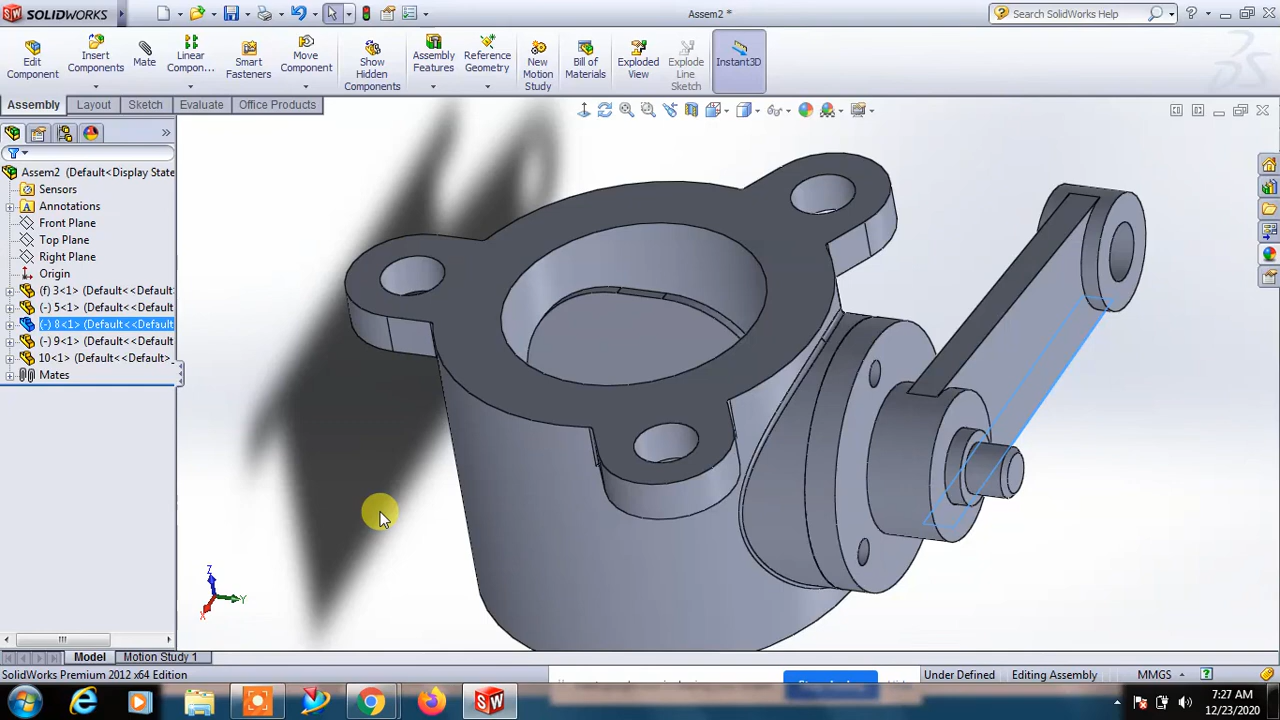 SOLIDWORKS
Assem2 *
Search SolidWorks Help
Edit Component
Insert Components
Mate
Linear Compon...
Smart Fasteners
Move Component
Show Hidden Components
Assembly Features
Reference Geometry
New Motion Study
Bill of Materials
Exploded View
Explode Line Sketch
Instant3D
Assembly
Layout
Sketch
Evaluate
Office Products
Assem2 (Default<Display State
Sensors
Annotations
Front Plane
Top Plane
Right Plane
Origin
(f) 3<1> (Default<<Default
(-) 5<1> (Default<<Default
(-) 8<1> (Default<<Default
(-) 9<1> (Default<<Default
10<1> (Default<<Default>
Mates
Z
Y
X
Model
Motion Study 1
SolidWorks Premium 2012 x64 Edition
Under Defined
Editing Assembly
MMGS
7:27 AM
12/23/2020